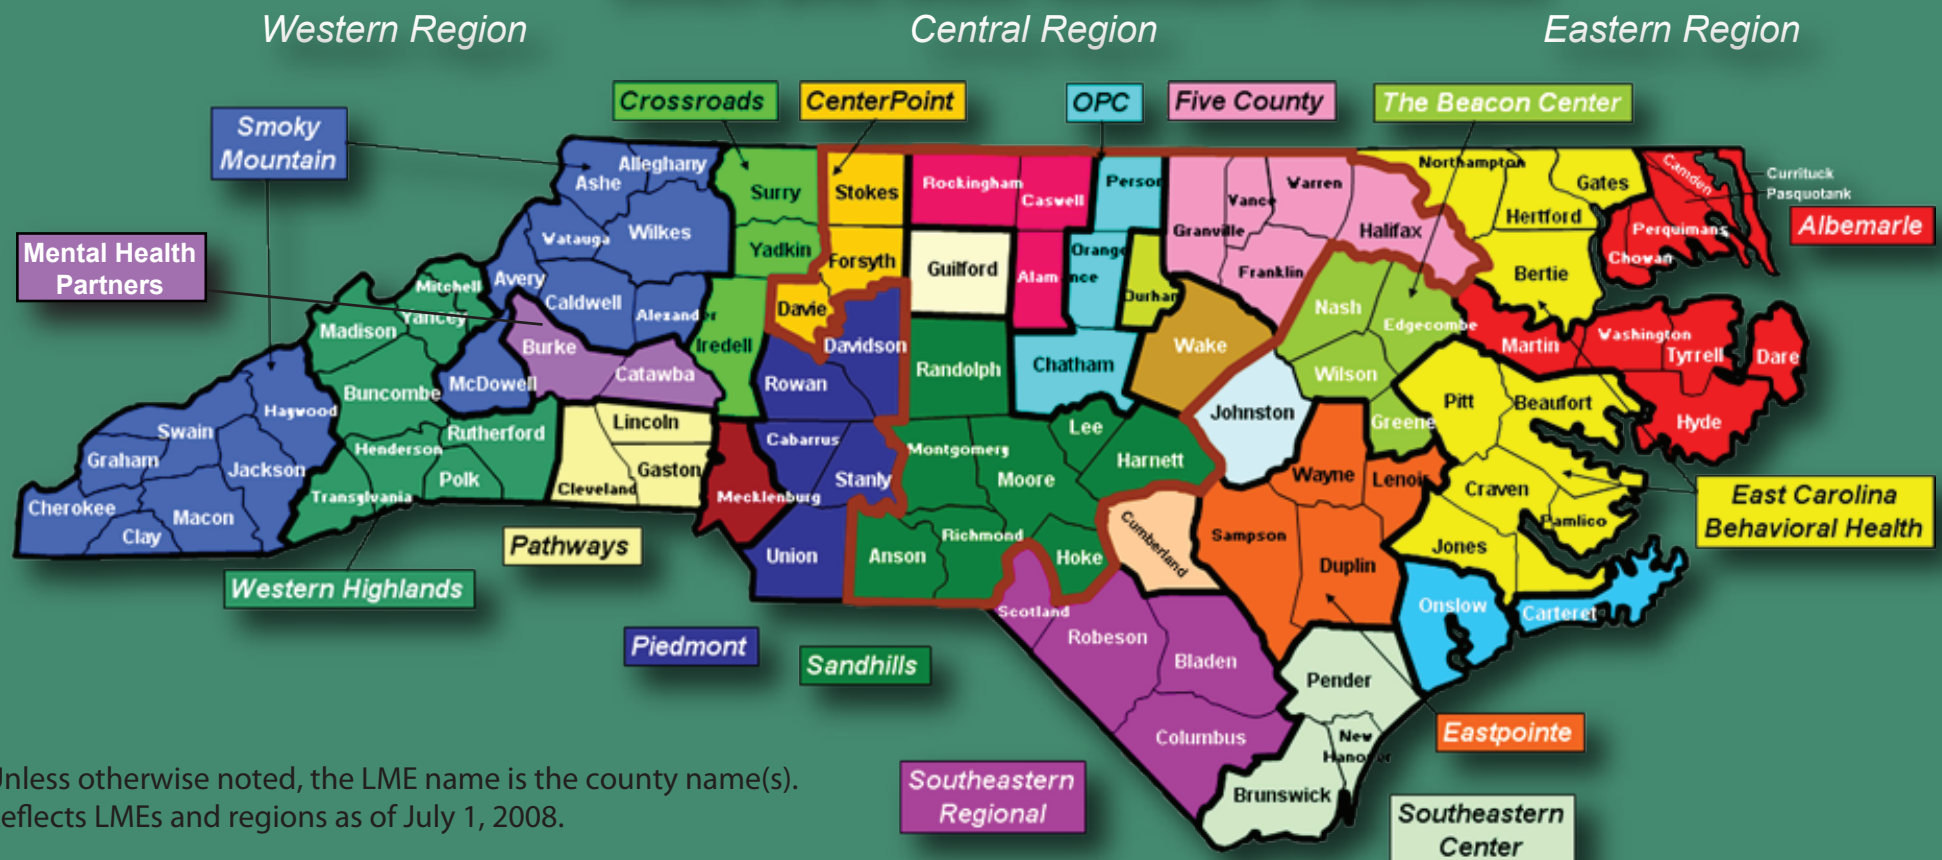 Western Region
Central Region
Eastern Region
Crossroads
CenterPoint
OPC
Five County
The Beacon Center
Smoky
Mountain
Alleghany
Ashe
Surry
Stokes
Rockingham
Caswell
Person
Granville
Vance
Warren
Halifax
Northampton
Gates
Hertford
Camden
Currituck
Pasquotank
Perquimans
Chowan
Albemarle
Watauga
Wilkes
Yadkin
Forsyth
Guilford
Alam
Orange
nce
Durham
Franklin
Bertie
Mental Health
Partners
Mitchell
Avery
Yancey
Caldwell
Alexander
Davie
Iredell
Davidson
Madison
Burke
Catawba
McDowell
Buncombe
Rowan
Randolph
Chatham
Wake
Nash
Edgecombe
Wilson
Martin
Washington
Tyrrell
Dare
Hyde
Haywood
Swain
Graham
Jackson
Cherokee
Macon
Clay
Henderson
Rutherford
Polk
Transylvania
Lincoln
Gaston
Cleveland
Cabarrus
Stanly
Mecklenburg
Union
Montgomery
Moore
Lee
Harnett
Johnston
Greene
Pitt
Beaufort
Wayne
Lenoir
Craven
Pamlico
Jones
East Carolina
Behavioral Health
Anson
Richmond
Hoke
Cumberland
Sampson
Duplin
Pathways
Western Highlands
Scotland
Robeson
Bladen
Columbus
Onslow
Carteret
Piedmont
Sandhills
Pender
New
Hanover
Brunswick
Eastpointe
Southeastern
Regional
Southeastern
Center
Unless otherwise noted, the LME name is the county name(s).
eflects LMEs and regions as of July 1, 2008.